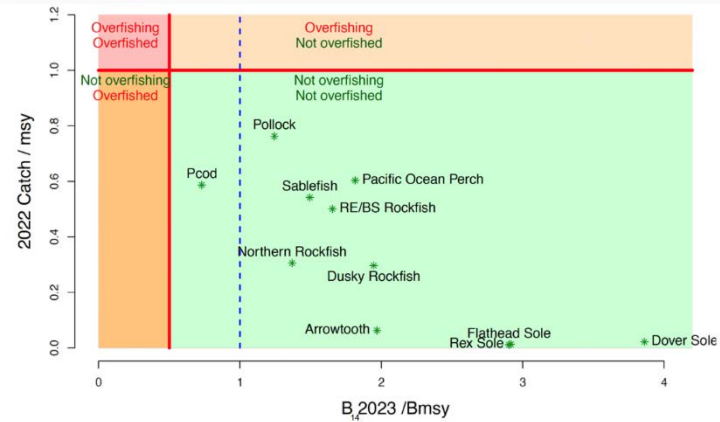 1.2
1.0
0.8
0.6
0.4
0.2
0.0
2022 Catch / msy
Overfishing
Overfished
Overfishing
Not overfished
Not overfishing
Overfished
Not overfishing
Not overfished
Pollock
Pcod
Sablefish
Pacific Ocean Perch
RE/BS Rockfish
Northern Rockfish
Dusky Rockfish
Arrowtooth
Flathead Sole
Rex Sole
Dover Sole
0 1 2 3 4
B₁₄2023 /Bmsy